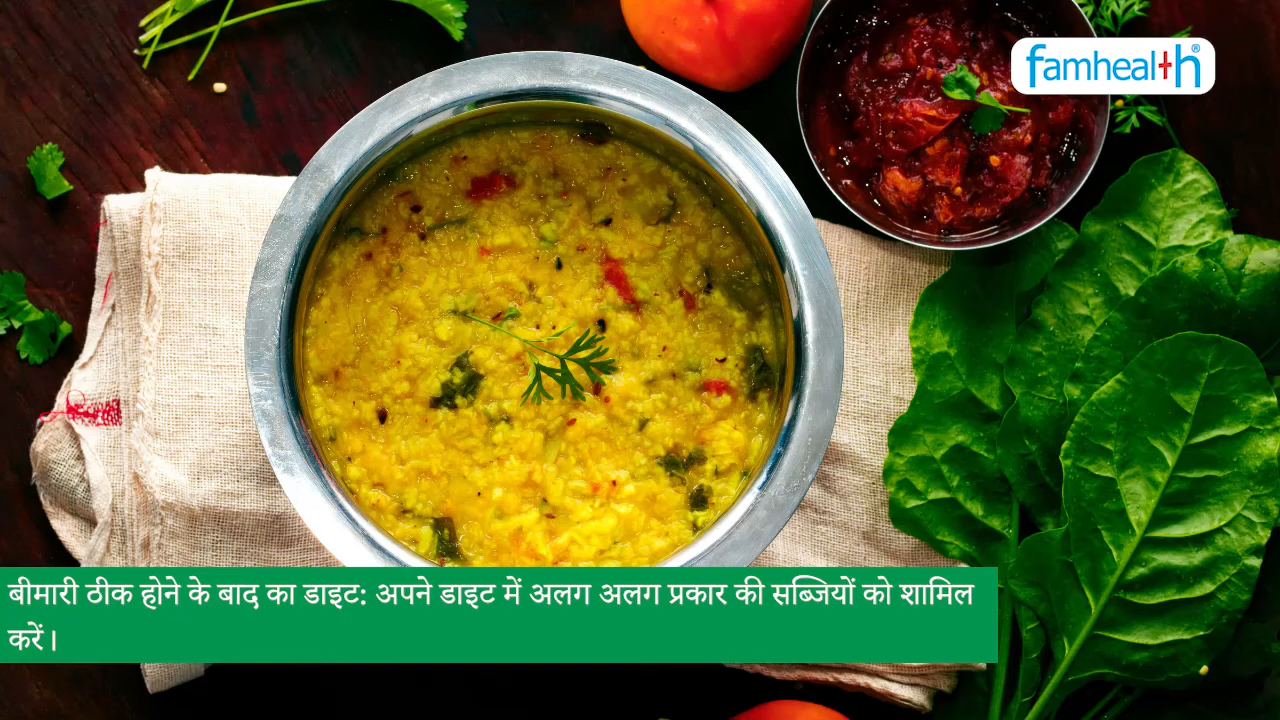 famhealth®
बीमारी ठीक होने के बाद का डाइट: अपने डाइट में अलग अलग प्रकार की सब्जियों को शामिल
करें।